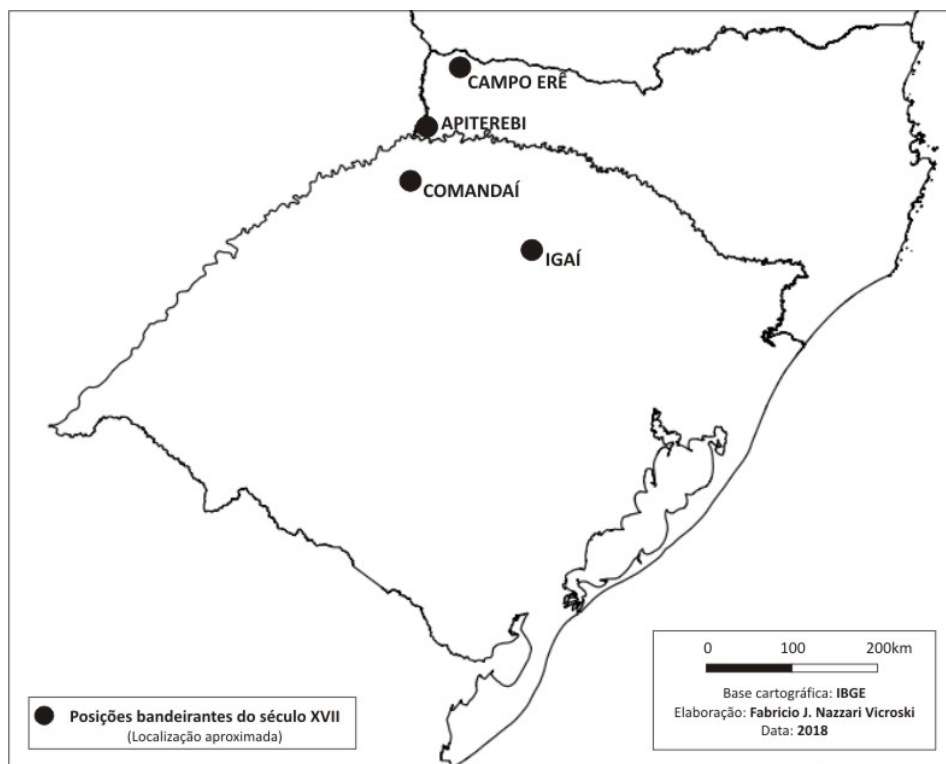 CAMPO ERÊ
APITEREBI
COMANDAÍ
IGAÍ
0 100 200km
Base cartográfica: IBGE
Elaboração: Fabricio J. Nazzari Vicroski
Data: 2018
Posições bandeirantes do século XVII
(Localização aproximada)